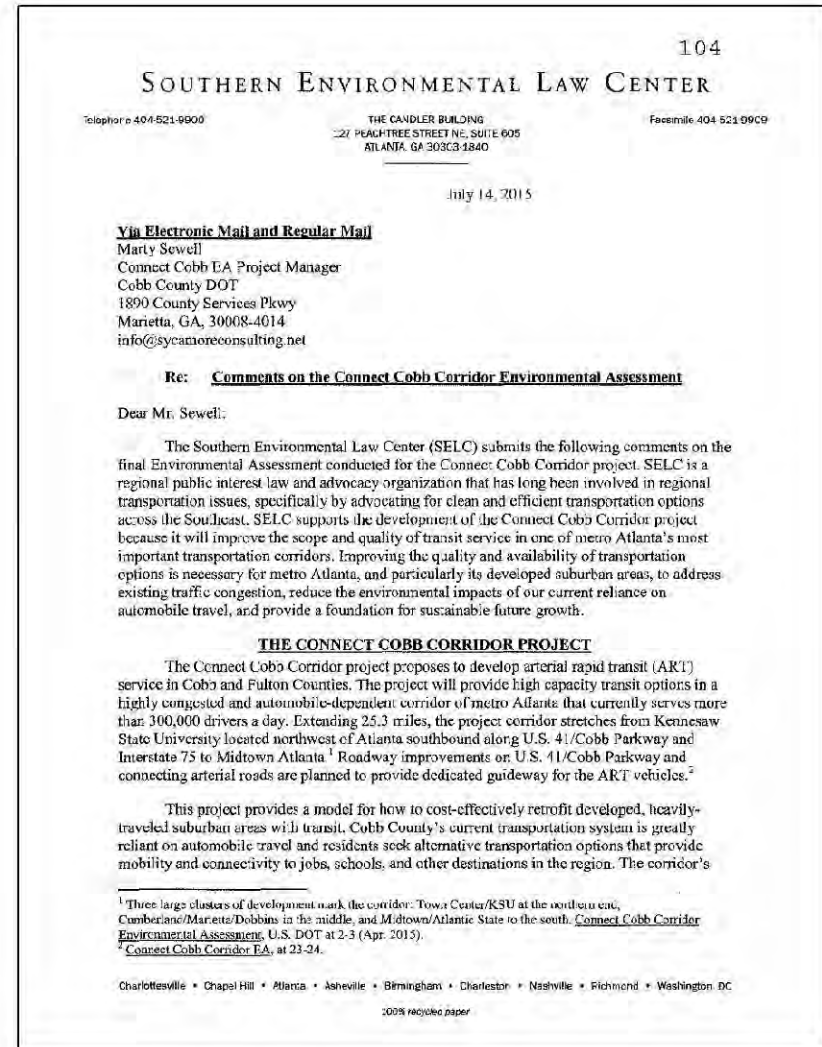 104
SOUTHERN ENVIRONMENTAL LAW CENTER
Telephone 404-521-9900
THE CANDLER BUILDING
127 PEACHTREE STREET NE, SUITE 605
ATLANTA, GA 30303-1840
Facsimile 404-521-9909
July 14, 2015
Via Electronic Mail and Regular Mail
Marty Sewell
Connect Cobb EA Project Manager
Cobb County DOT
1890 County Services Pkwy
Marietta, GA, 30008-4014
info@sycamoreconsulting.net
Re: Comments on the Connect Cobb Corridor Environmental Assessment
Dear Mr. Sewell:
The Southern Environmental Law Center (SELC) submits the following comments on the
final Environmental Assessment conducted for the Connect Cobb Corridor project. SELC is a
regional public interest law and advocacy organization that has long been involved in regional
transportation issues, specifically by advocating for clean and efficient transportation options
across the Southeast. SELC supports the development of the Connect Cobb Corridor project
because it will improve the scope and quality of transit service in one of metro Atlanta's most
important transportation corridors. Improving the quality and availability of transportation
options is necessary for metro Atlanta, and particularly its developed suburban areas, to address
existing traffic congestion, reduce the environmental impacts of our current reliance on
automobile travel, and provide a foundation for sustainable future growth.
THE CONNECT COBB CORRIDOR PROJECT
The Connect Cobb Corridor project proposes to develop arterial rapid transit (ART)
service in Cobb and Fulton Counties. The project will provide high capacity transit options in a
highly congested and automobile-dependent corridor of metro Atlanta that currently serves more
than 300,000 drivers a day. Extending 25.3 miles, the project corridor stretches from Kennesaw
State University located northwest of Atlanta southbound along U.S. 41/Cobb Parkway and
Interstate 75 to Midtown Atlanta.1 Roadway improvements on U.S. 41/Cobb Parkway and
connecting arterial roads are planned to provide dedicated guideway for the ART vehicles.2
This project provides a model for how to cost-effectively retrofit developed, heavily-
traveled suburban areas with transit. Cobb County's current transportation system is greatly
reliant on automobile travel and residents seek alternative transportation options that provide
mobility and connectivity to jobs, schools, and other destinations in the region. The corridor's
1 Three large clusters of development mark the corridor: Town Center/KSU at the northern end,
Cumberland/Marietta/Dobbins in the middle, and Midtown/Atlantic State to the south. Connect Cobb Corridor
Environmental Assessment, U.S. DOT at 2-3 (Apr. 2015).
2 Connect Cobb Corridor EA, at 23-24.
Charlottesville • Chapel Hill • Atlanta • Asheville • Birmingham • Charleston • Nashville • Richmond • Washington DC
100% recycled paper